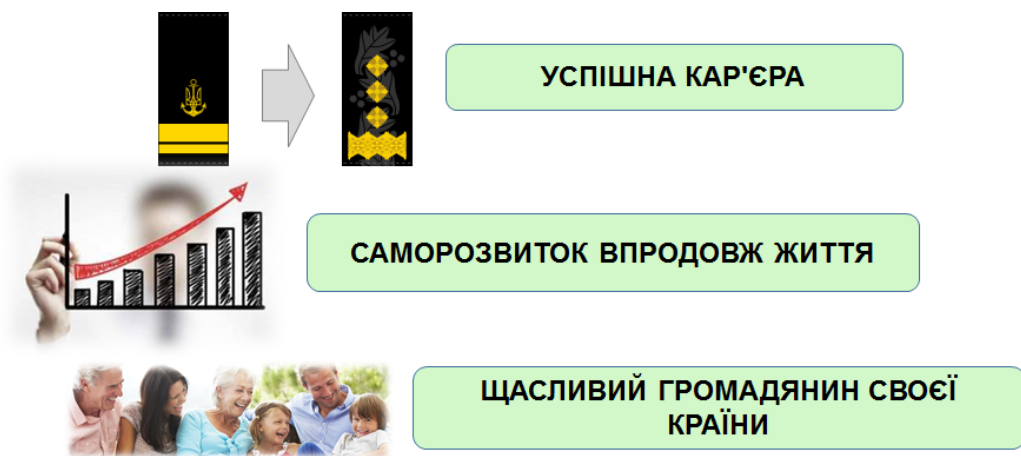 УСПІШНА КАР'ЄРА
САМОРОЗВИТОК ВПРОДОВЖ ЖИТТЯ
ЩАСЛИВИЙ ГРОМАДЯНИН СВОЄЇ
КРАЇНИ